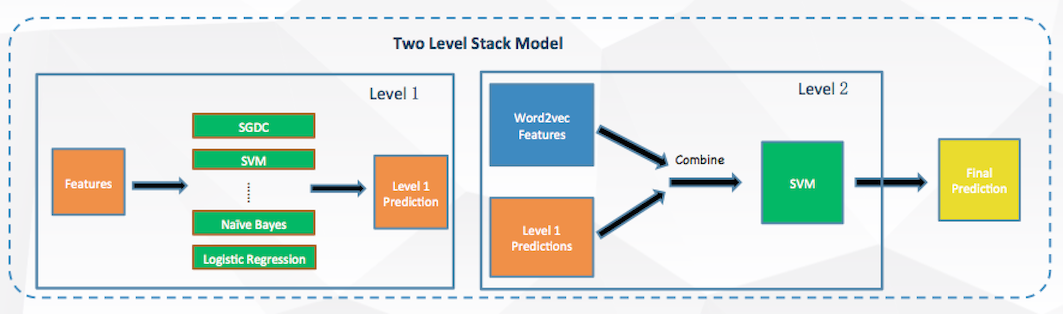 Two Level Stack Model
Level 1
Features
SGDC
SVM
Naïve Bayes
Logistic Regression
Level 1
Prediction
Level 2
Word2vec
Features
Level 1
Predictions
Combine
SVM
Final
Prediction